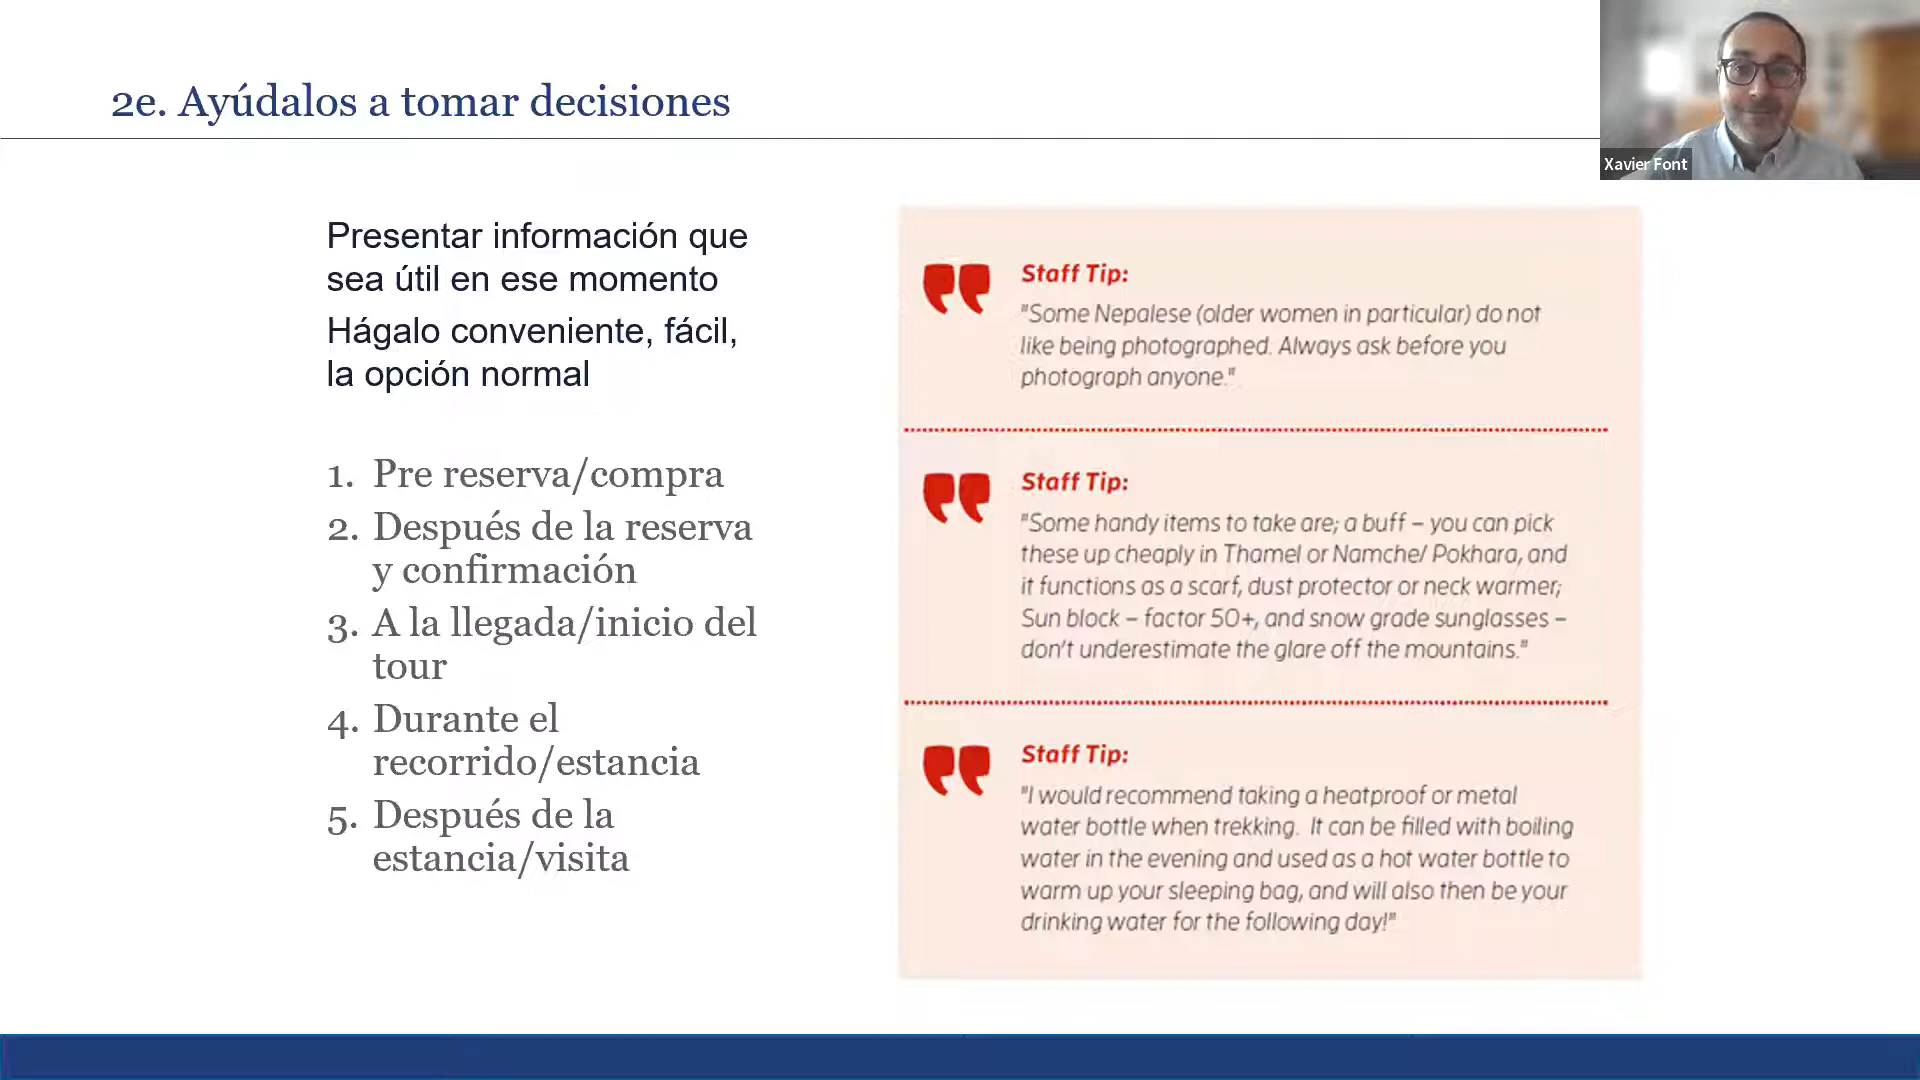 2e. Ayúdalos a tomar decisiones
Xavier Font
Presentar información que
sea útil en ese momento
Hágalo conveniente, fácil,
la opción normal
1. Pre reserva/compra
2. Después de la reserva
y confirmación
3. A la llegada/inicio del
tour
4. Durante el
recorrido/estancia
5. Después de la
estancia/visita
Staff Tip:
"Some Nepalese (older women in particular) do not
like being photographed. Always ask before you
photograph anyone."
Staff Tip:
"Some handy items to take are; a buff – you can pick
these up cheaply in Thamel or Namche/ Pokhara, and
it functions as a scarf, dust protector or neck warmer;
Sun block – factor 50+, and snow grade sunglasses –
don't underestimate the glare off the mountains."
Staff Tip:
"I would recommend taking a heatproof or metal
water bottle when trekking. It can be filled with boiling
water in the evening and used as a hot water bottle to
warm up your sleeping bag, and will also then be your
drinking water for the following day!"